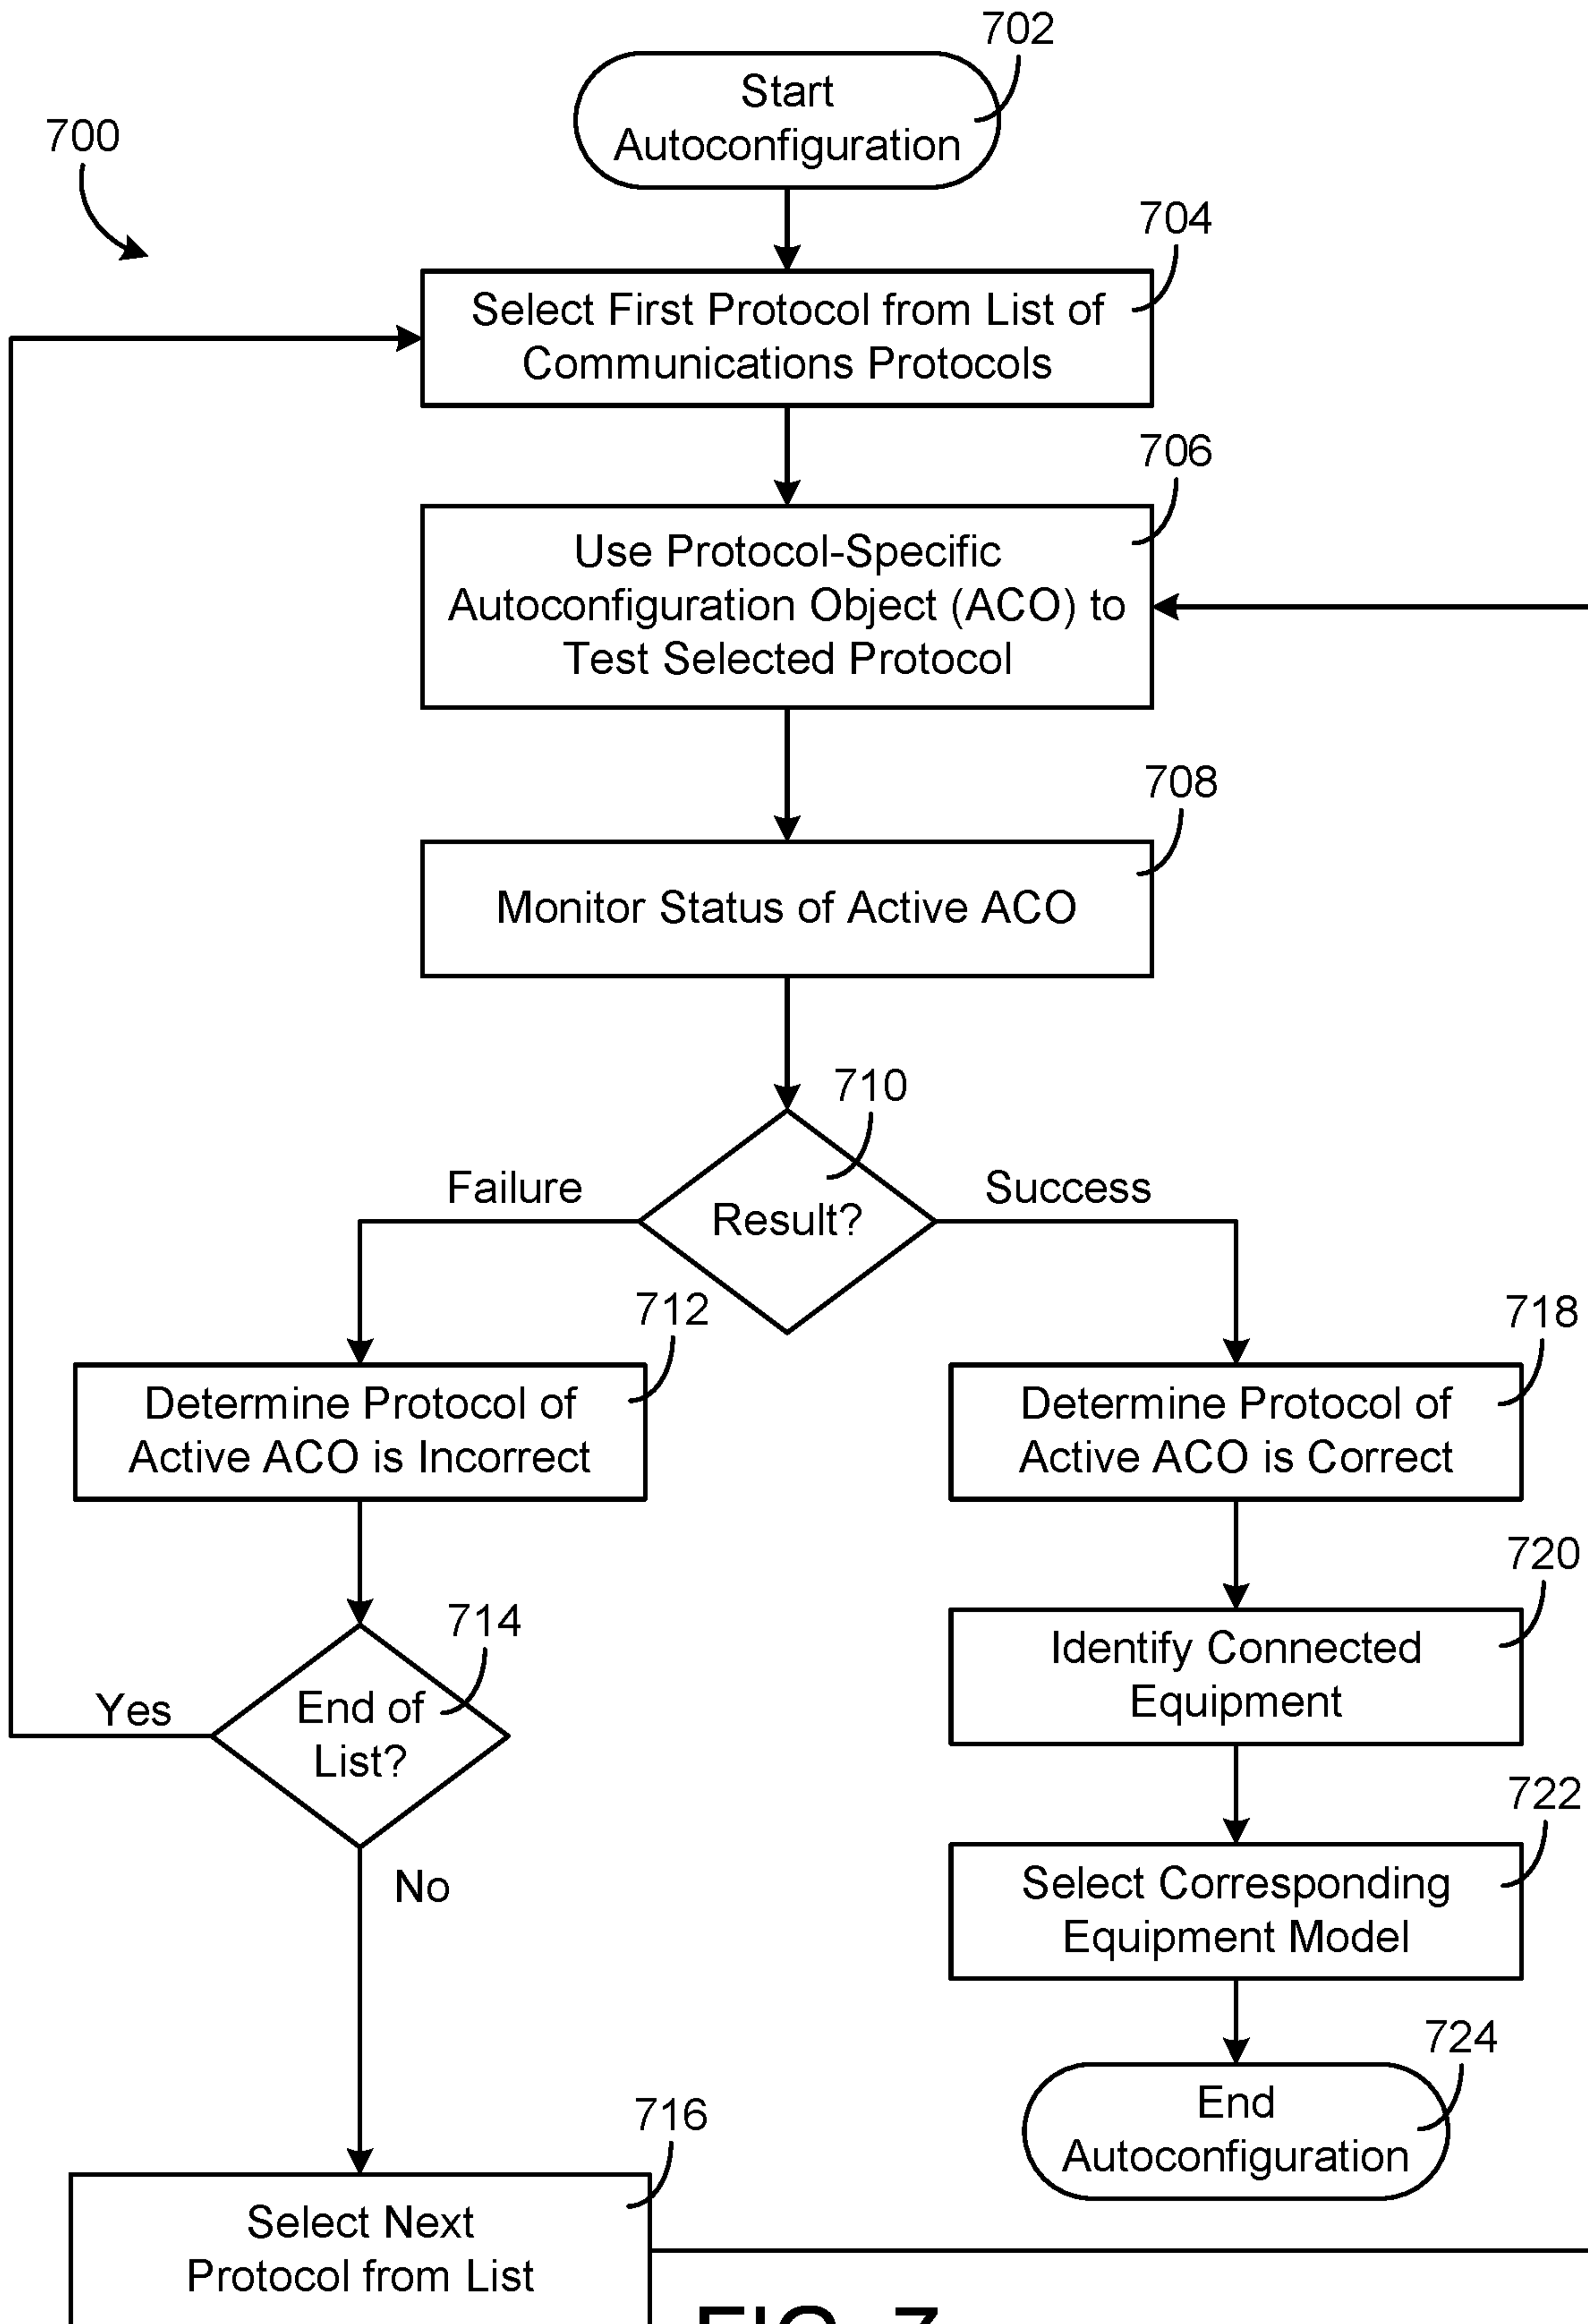 702
Start
Autoconfiguration
700
704
Select First Protocol from List of
Communications Protocols
706
Use Protocol-Specific
Autoconfiguration Object (ACO) to
Test Selected Protocol
708
Monitor Status of Active ACO
710
Failure
Success
Result?
712
718
Determine Protocol of
Active ACO is Incorrect
Determine Protocol of
Active ACO is Correct
720
714
Identify Connected
Equipment
Yes
End of
List?
722
No
Select Corresponding
Equipment Model
724
End
Autoconfiguration
716
Select Next
Protocol from List
FIG. 7